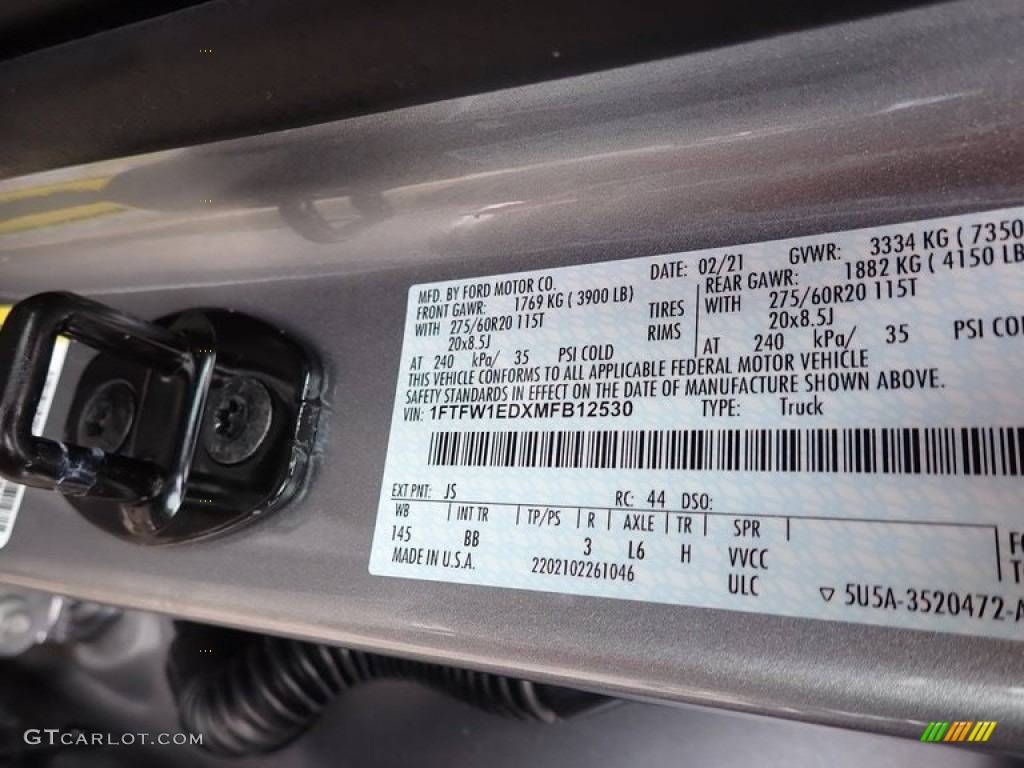 MFD. BY FORD MOTOR CO. DATE: 02/21 GVWR: 3334 KG ( 7350
FRONT GAWR: 1769 KG ( 3900 LB) REAR GAWR: 1882 KG ( 4150 LB
WITH 275/60R20 115T TIRES WITH 275/60R20 115T
20x8.5J RIMS 20x8.5J
AT 240 kPa/ 35 PSI COLD AT 240 kPa/ 35 PSI COL
THIS VEHICLE CONFORMS TO ALL APPLICABLE FEDERAL MOTOR VEHICLE
SAFETY STANDARDS IN EFFECT ON THE DATE OF MANUFACTURE SHOWN ABOVE.
VIN: 1FTFW1EDXMFB12530 TYPE: Truck
EXT PNT: JS RC: 44 DSO:
WB INT TR TP/PS R AXLE TR SPR
145 BB 3 L6 H VVCC
MADE IN U.S.A. 2202102261046 ULC
▽ 5U5A-3520472-A
GTCARLOT.COM